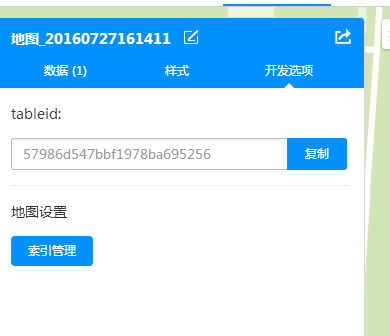 地图_20160727161411
数据 (1) 样式 开发选项
tableid:
57986d547bbf1978ba695256 复制
地图设置
索引管理